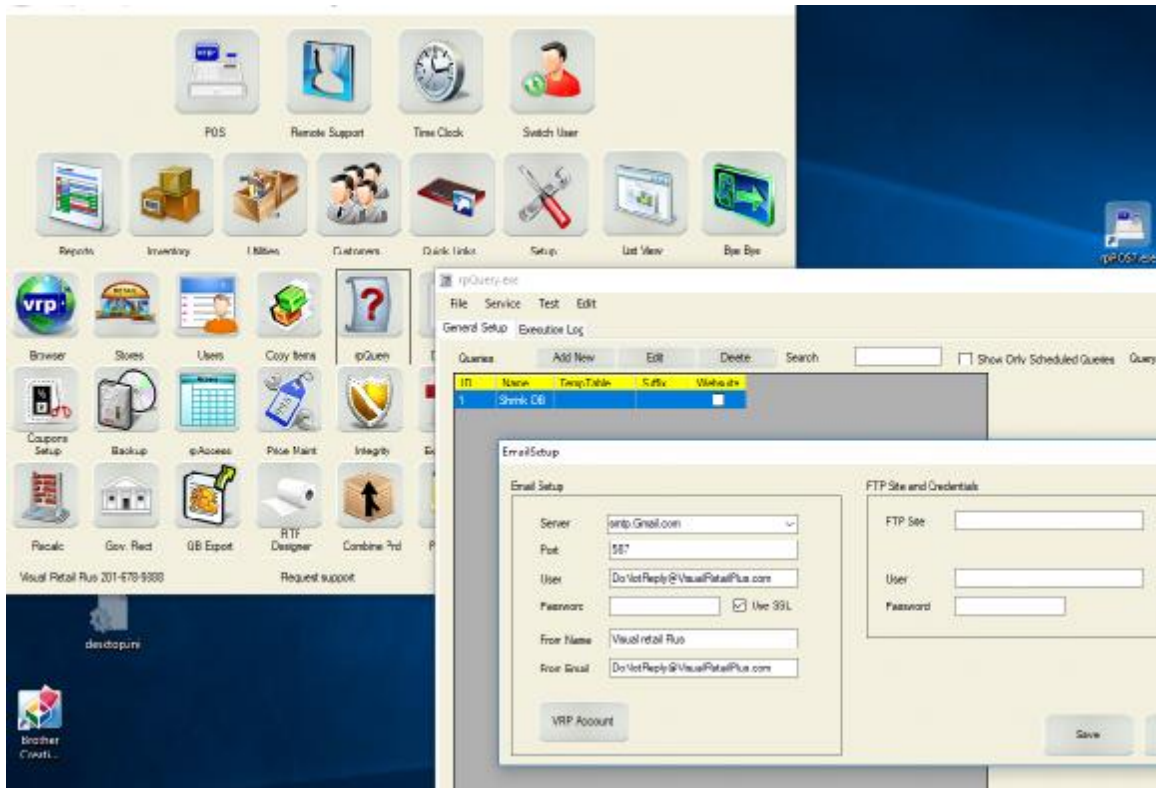 vrp
POS
Remote Support
Time Clock
Switch User
Reports
Inventory
Utilities
Customers
Quick Links
Setup
List View
Bye Bye
rpPOS7.exe
vrp
RETAIL
Browser
Stores
Users
Copy Items
rpQuery
Coupons
Setup
Backup
rpAccess
Price Maint
Integrity
Recalc
Gov. Rect
QB Export
RTF
Designer
Combine Prd
Visual Retail Plus 201-678-9888
Request support
desktop.ini
Brother
Creati...
rpQuery.exe
File Service Test Edit
General Setup Execution Log
Queries Add New Edit Delete Search Show Only Scheduled Queries Query
ID Name TempTable Suffix Website
1 Shrink DB
EmailSetup
Email Setup
Server smtp.Gmail.com
Port 587
User DoNotReply@VisualRetailPlus.com
Password Use SSL
From Name Visual retail Plus
From Email DoNotReply@VisualRetailPlus.com
VRP Account
FTP Site and Credentials
FTP Site
User
Password
Save